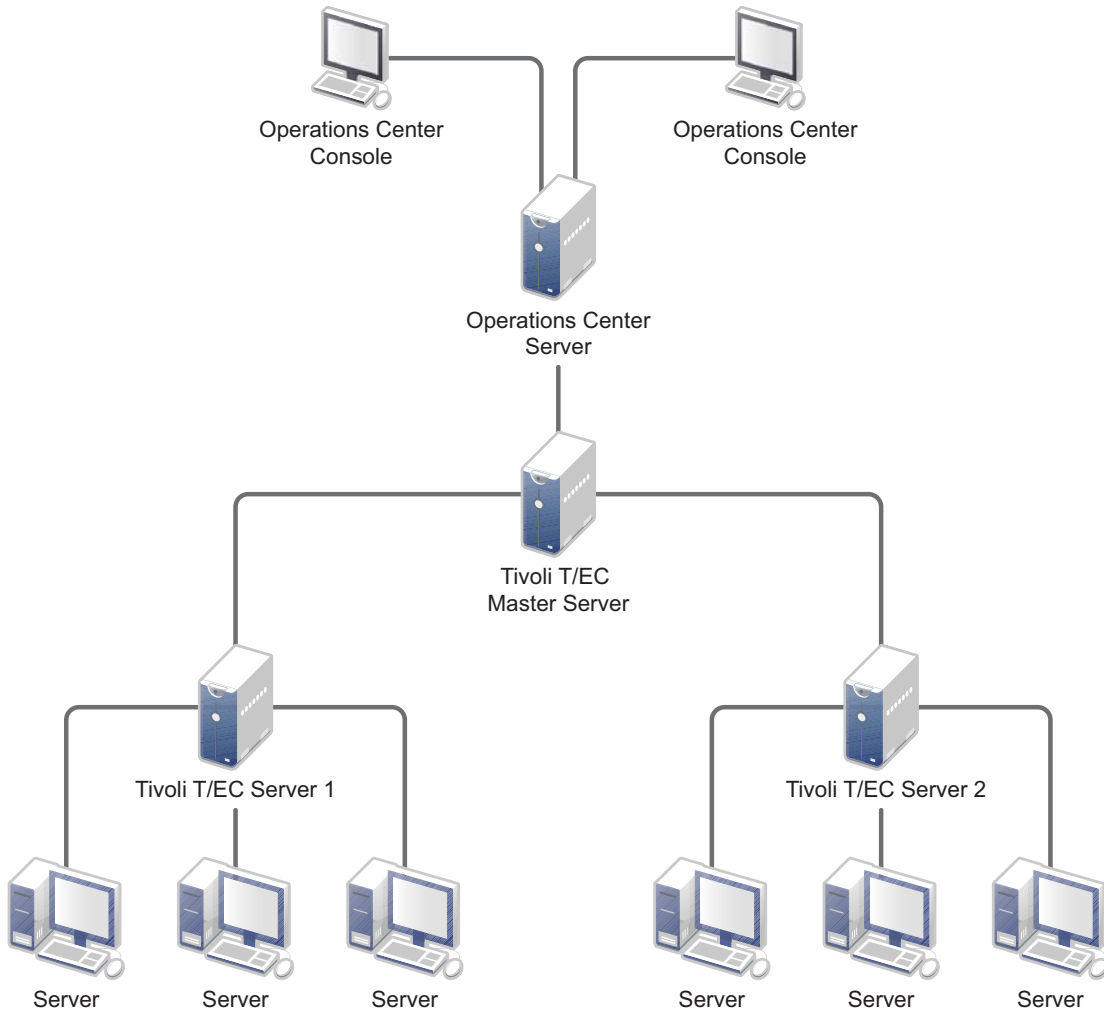 Operations Center
Console
Operations Center
Console
Operations Center
Server
Tivoli T/EC
Master Server
Tivoli T/EC Server 1
Tivoli T/EC Server 2
Server
Server
Server
Server
Server
Server